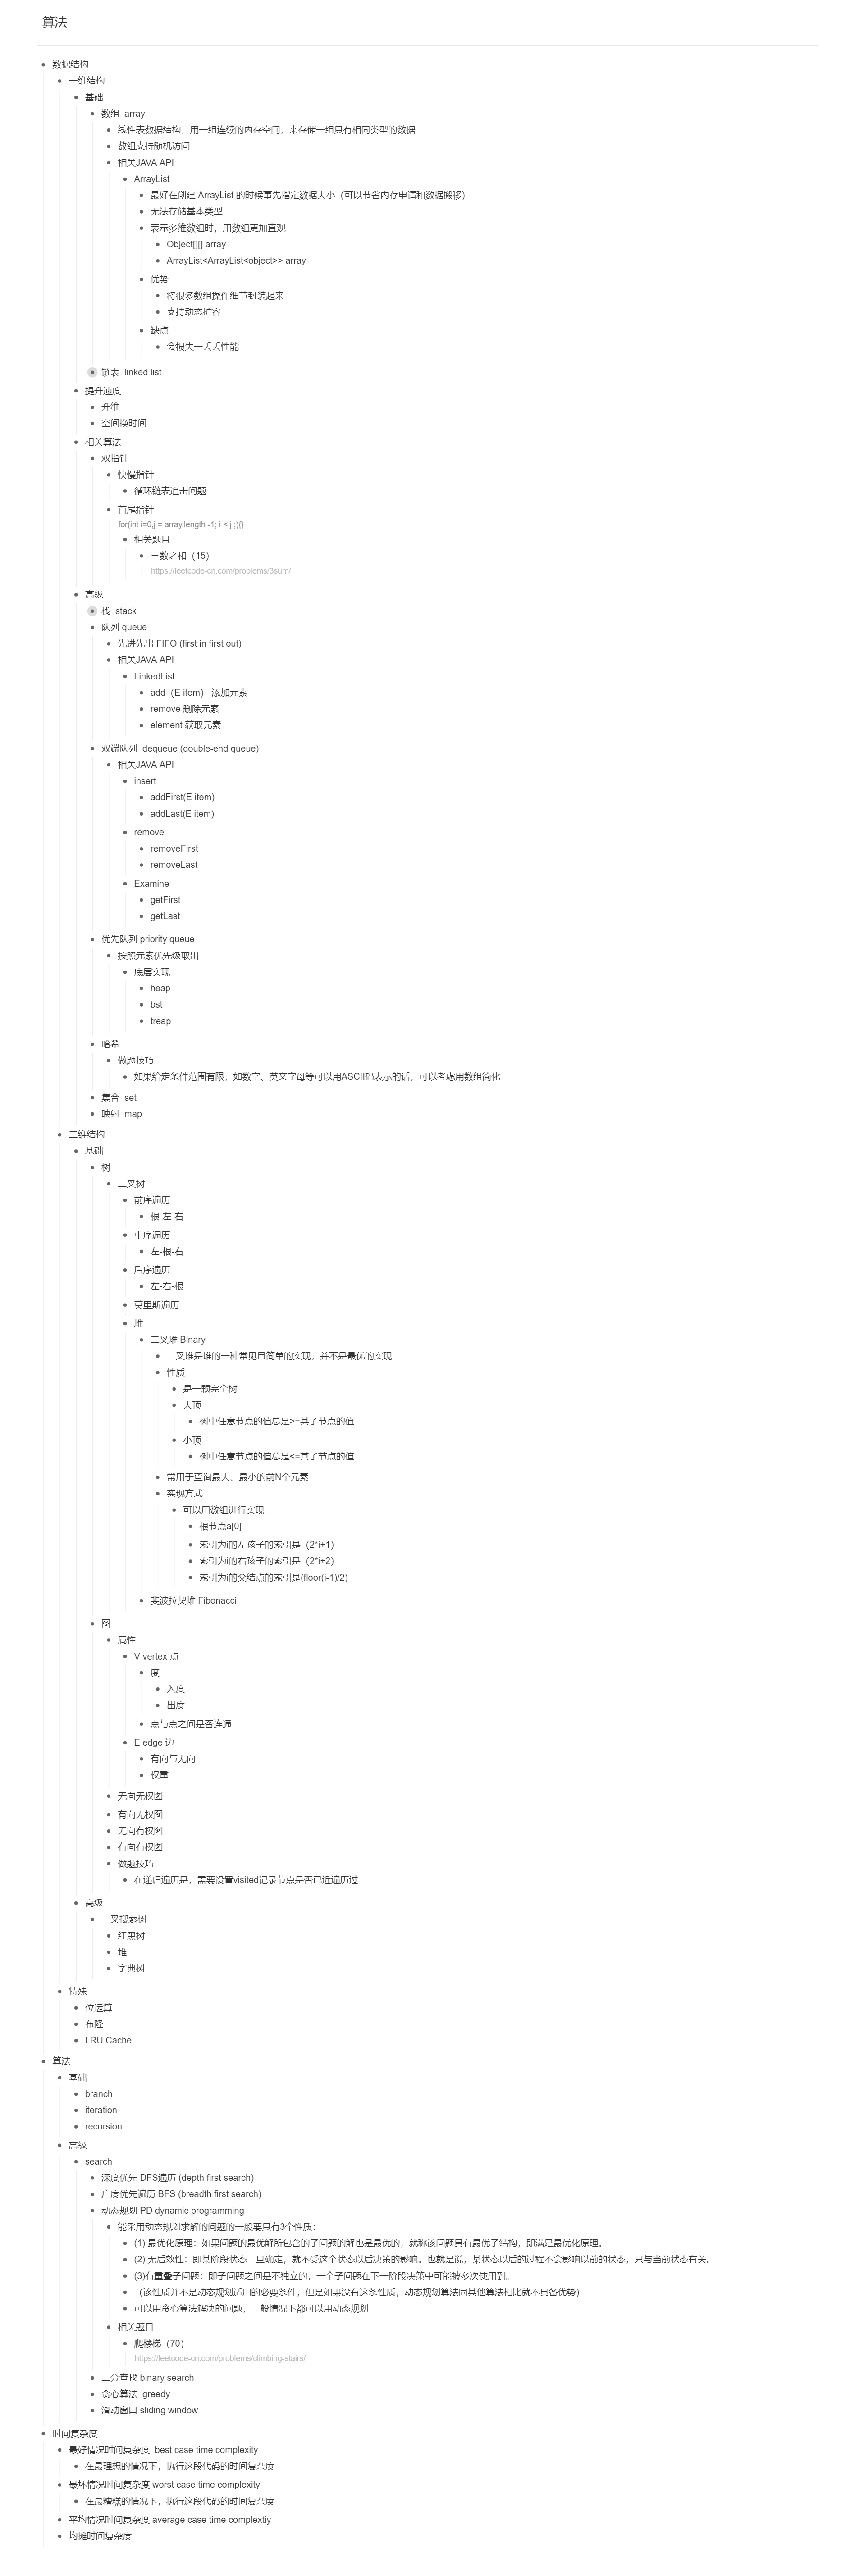 算法
数据结构
一维结构
基础
数组 array
线性表数据结构，用一组连续的内存空间，来存储一组具有相同类型的数据
数组支持随机访问
相关JAVA API
ArrayList
最好在创建 ArrayList 的时候事先指定数据大小（可以节省内存申请和数据搬移）
无法存储基本类型
表示多维数组时，用数组更加直观
Object[][] array
ArrayList<ArrayList<object>> array
优势
将很多数组操作细节封装起来
支持动态扩容
缺点
会损失一丢丢性能
链表 linked list
提升速度
升维
空间换时间
相关算法
双指针
快慢指针
循环链表追击问题
首尾指针
for(int i=0,j = array.length -1; i < j ;){}
相关题目
三数之和（15）
https://leetcode-cn.com/problems/3sum/
高级
栈 stack
队列 queue
先进先出 FIFO (first in first out)
相关JAVA API
LinkedList
add（E item） 添加元素
remove 删除元素
element 获取元素
双端队列 dequeue (double-end queue)
相关JAVA API
insert
addFirst(E item)
addLast(E item)
remove
removeFirst
removeLast
Examine
getFirst
getLast
优先队列 priority queue
按照元素优先级取出
底层实现
heap
bst
treap
哈希
做题技巧
如果给定条件范围有限，如数字、英文字母等可以用ASCII码表示的话，可以考虑用数组简化
集合 set
映射 map
二维结构
基础
树
二叉树
前序遍历
根-左-右
中序遍历
左-根-右
后序遍历
左-右-根
莫里斯遍历
堆
二叉堆 Binary
二叉堆是堆的一种常见且简单的实现，并不是最优的实现
性质
是一颗完全树
大顶
树中任意节点的值总是>=其子节点的值
小顶
树中任意节点的值总是<=其子节点的值
常用于查询最大、最小的前N个元素
实现方式
可以用数组进行实现
根节点a[0]
索引为i的左孩子的索引是（2*i+1）
索引为i的右孩子的索引是（2*i+2）
索引为i的父结点的索引是(floor(i-1)/2)
斐波拉契堆 Fibonacci
图
属性
V vertex 点
度
入度
出度
点与点之间是否连通
E edge 边
有向与无向
权重
无向无权图
有向无权图
无向有权图
有向有权图
做题技巧
在递归遍历是，需要设置visited记录节点是否已近遍历过
高级
二叉搜索树
红黑树
堆
字典树
特殊
位运算
布隆
LRU Cache
算法
基础
branch
iteration
recursion
高级
search
深度优先 DFS遍历 (depth first search)
广度优先遍历 BFS (breadth first search)
动态规划 PD dynamic programming
能采用动态规划求解的问题的一般要具有3个性质：
(1) 最优化原理：如果问题的最优解所包含的子问题的解也是最优的，就称该问题具有最优子结构，即满足最优化原理。
(2) 无后效性：即某阶段状态一旦确定，就不受这个状态以后决策的影响。也就是说，某状态以后的过程不会影响以前的状态，只与当前状态有关。
(3)有重叠子问题：即子问题之间是不独立的，一个子问题在下一阶段决策中可能被多次使用到。
（该性质并不是动态规划适用的必要条件，但是如果没有这条性质，动态规划算法同其他算法相比就不具备优势）
可以用贪心算法解决的问题，一般情况下都可以用动态规划
相关题目
爬楼梯（70）
https://leetcode-cn.com/problems/climbing-stairs/
二分查找 binary search
贪心算法 greedy
滑动窗口 sliding window
时间复杂度
最好情况时间复杂度 best case time complexity
在最理想的情况下，执行这段代码的时间复杂度
最坏情况时间复杂度 worst case time complexity
在最糟糕的情况下，执行这段代码的时间复杂度
平均情况时间复杂度 average case time complextiy
均摊时间复杂度